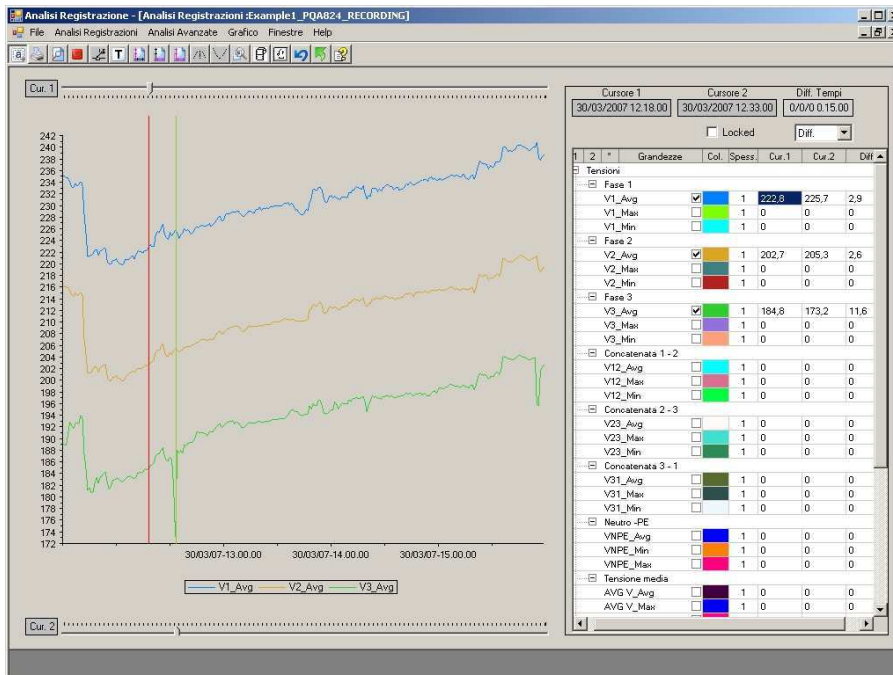 Analisi Registrazione - [Analisi Registrazioni :Example1_PQA824_RECORDING]
File Analisi Registrazioni Analisi Avanzate Grafico Finestre Help
Cur. 1
242
240
238
236
234
232
230
228
226
224
222
220
218
216
214
212
210
208
206
204
202
200
198
196
194
192
190
188
186
184
182
180
178
176
174
172
30/03/07-13.00.00 30/03/07-14.00.00 30/03/07-15.00.00
V1_Avg V2_Avg V3_Avg
Cur. 2
Cursore 1 Cursore 2 Diff. Tempi
30/03/2007 12.18.00 30/03/2007 12.33.00 0/0/0 0.15.00
Locked Diff.
1 2 * Grandezze Col. Spess. Cur.1 Cur.2 Diff
Tensioni
Fase 1
V1_Avg 1 222,8 225,7 2,9
V1_Max 1 0 0 0
V1_Min 1 0 0 0
Fase 2
V2_Avg 1 202,7 205,3 2,6
V2_Max 1 0 0 0
V2_Min 1 0 0 0
Fase 3
V3_Avg 1 184,8 173,2 11,6
V3_Max 1 0 0 0
V3_Min 1 0 0 0
Concatenata 1 - 2
V12_Avg 1 0 0 0
V12_Max 1 0 0 0
V12_Min 1 0 0 0
Concatenata 2 - 3
V23_Avg 1 0 0 0
V23_Max 1 0 0 0
V23_Min 1 0 0 0
Concatenata 3 - 1
V31_Avg 1 0 0 0
V31_Max 1 0 0 0
V31_Min 1 0 0 0
Neutro -PE
VNPE_Avg 1 0 0 0
VNPE_Min 1 0 0 0
VNPE_Max 1 0 0 0
Tensione media
AVG V_Avg 1 0 0 0
AVG V_Max 1 0 0 0